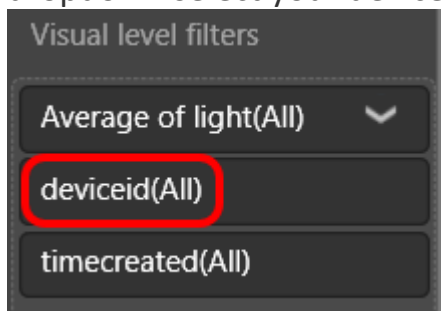 Visual level filters
Average of light(All)
deviceid(All)
timecreated(All)